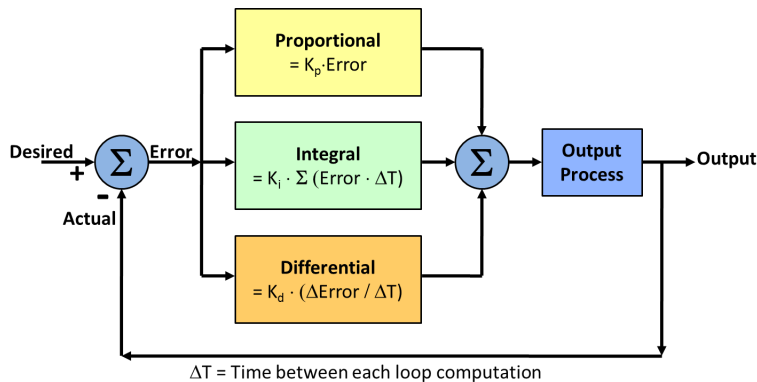 Proportional
= Kp·Error
Desired
+
Σ
Error
-
Actual
Integral
= Ki · Σ (Error · ΔT)
Σ
Output
Process
Output
Differential
= Kd · (ΔError / ΔT)
ΔT = Time between each loop computation